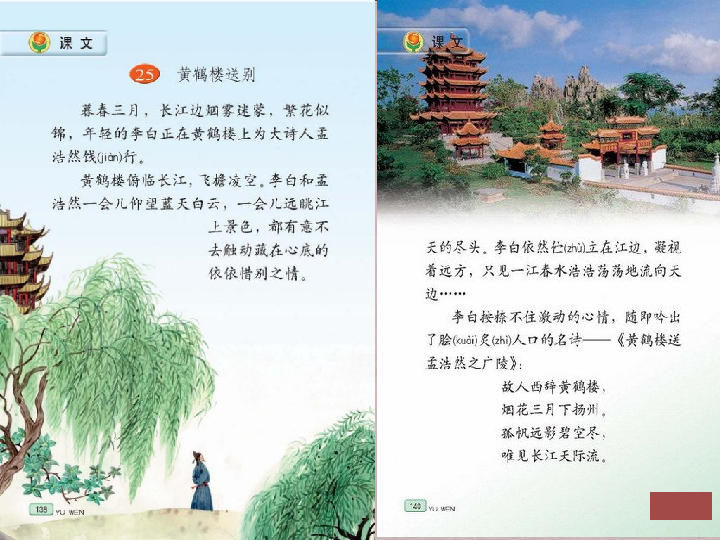 课文
25 黄鹤楼送别
暮春三月，长江边烟雾迷蒙，繁花似
锦，年轻的李白正在黄鹤楼上为大诗人孟
浩然饯(jiàn)行。
黄鹤楼俯临长江，飞檐凌空。李白和孟
浩然一会儿仰望蓝天白云，一会儿远眺江
上景色，都有意不
去触动藏在心底的
依依惜别之情。
138 YU WEN
课文
天的尽头。李白依然伫(zhù)立在江边，凝视
着远方，只见一江春水浩浩荡荡地流向天
边……
李白按捺不住激动的心情，随即吟出
了脍(kuài)炙(zhì)人口的名诗——《黄鹤楼送
孟浩然之广陵》：
故人西辞黄鹤楼，
烟花三月下扬州。
孤帆远影碧空尽，
唯见长江天际流。
140 YU WEN